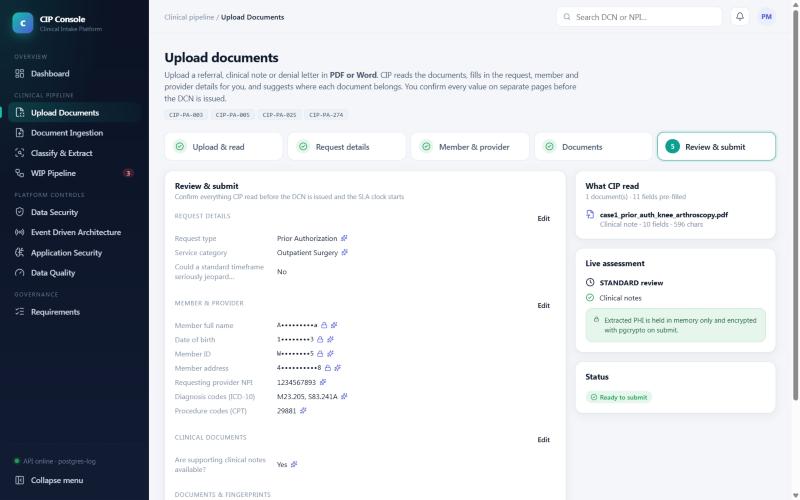 c
CIP Console
Clinical Intake Platform
OVERVIEW
Dashboard
CLINICAL PIPELINE
Upload Documents
Document Ingestion
Classify & Extract
WIP Pipeline 3
PLATFORM CONTROLS
Data Security
Event Driven Architecture
Application Security
Data Quality
GOVERNANCE
Requirements
API online · postgres-log
Collapse menu
Clinical pipeline / Upload Documents
Search DCN or NPI...
PM
Upload documents
Upload a referral, clinical note or denial letter in PDF or Word. CIP reads the documents, fills in the request, member and
provider details for you, and suggests where each document belongs. You confirm every value on separate pages before
the DCN is issued.
CIP-PA-003 CIP-PA-005 CIP-PA-025 CIP-PA-274
Upload & read
Request details
Member & provider
Documents
5 Review & submit
Review & submit
Confirm everything CIP read before the DCN is issued and the SLA clock starts
REQUEST DETAILS Edit
Request type Prior Authorization
Service category Outpatient Surgery
Could a standard timeframe
seriously jeopard... No
MEMBER & PROVIDER Edit
Member full name A•••••••••a
Date of birth 1••••••••3
Member ID W•••••••5
Member address 4••••••••••8
Requesting provider NPI 1234567893
Diagnosis codes (ICD-10) M23.205, S83.241A
Procedure codes (CPT) 29881
CLINICAL DOCUMENTS Edit
Are supporting clinical notes
available? Yes
DOCUMENTS & FINGERPRINTS
What CIP read
1 document(s) · 11 fields pre-filled
case1_prior_auth_knee_arthroscopy.pdf
Clinical note · 10 fields · 596 chars
Live assessment
STANDARD review
Clinical notes
Extracted PHI is held in memory only and encrypted
with pgcrypto on submit.
Status
Ready to submit